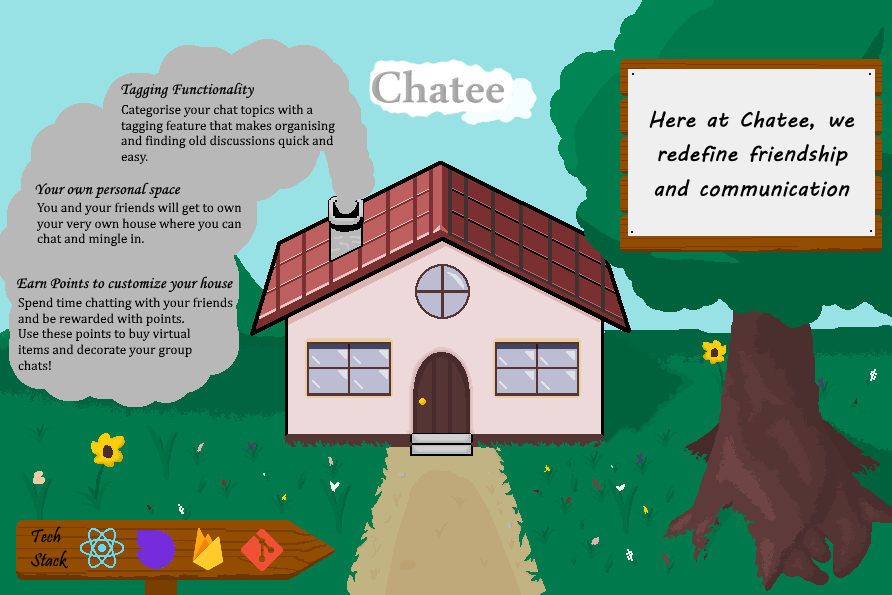 Chatee
Tagging Functionality
Categorise your chat topics with a
tagging feature that makes organising
and finding old discussions quick and
easy.
Your own personal space
You and your friends will get to own
your very own house where you can
chat and mingle in.
Earn Points to customize your house
Spend time chatting with your friends
and be rewarded with points.
Use these points to buy virtual
items and decorate your group
chats!
Here at Chatee, we
redefine friendship
and communication
Tech
Stack